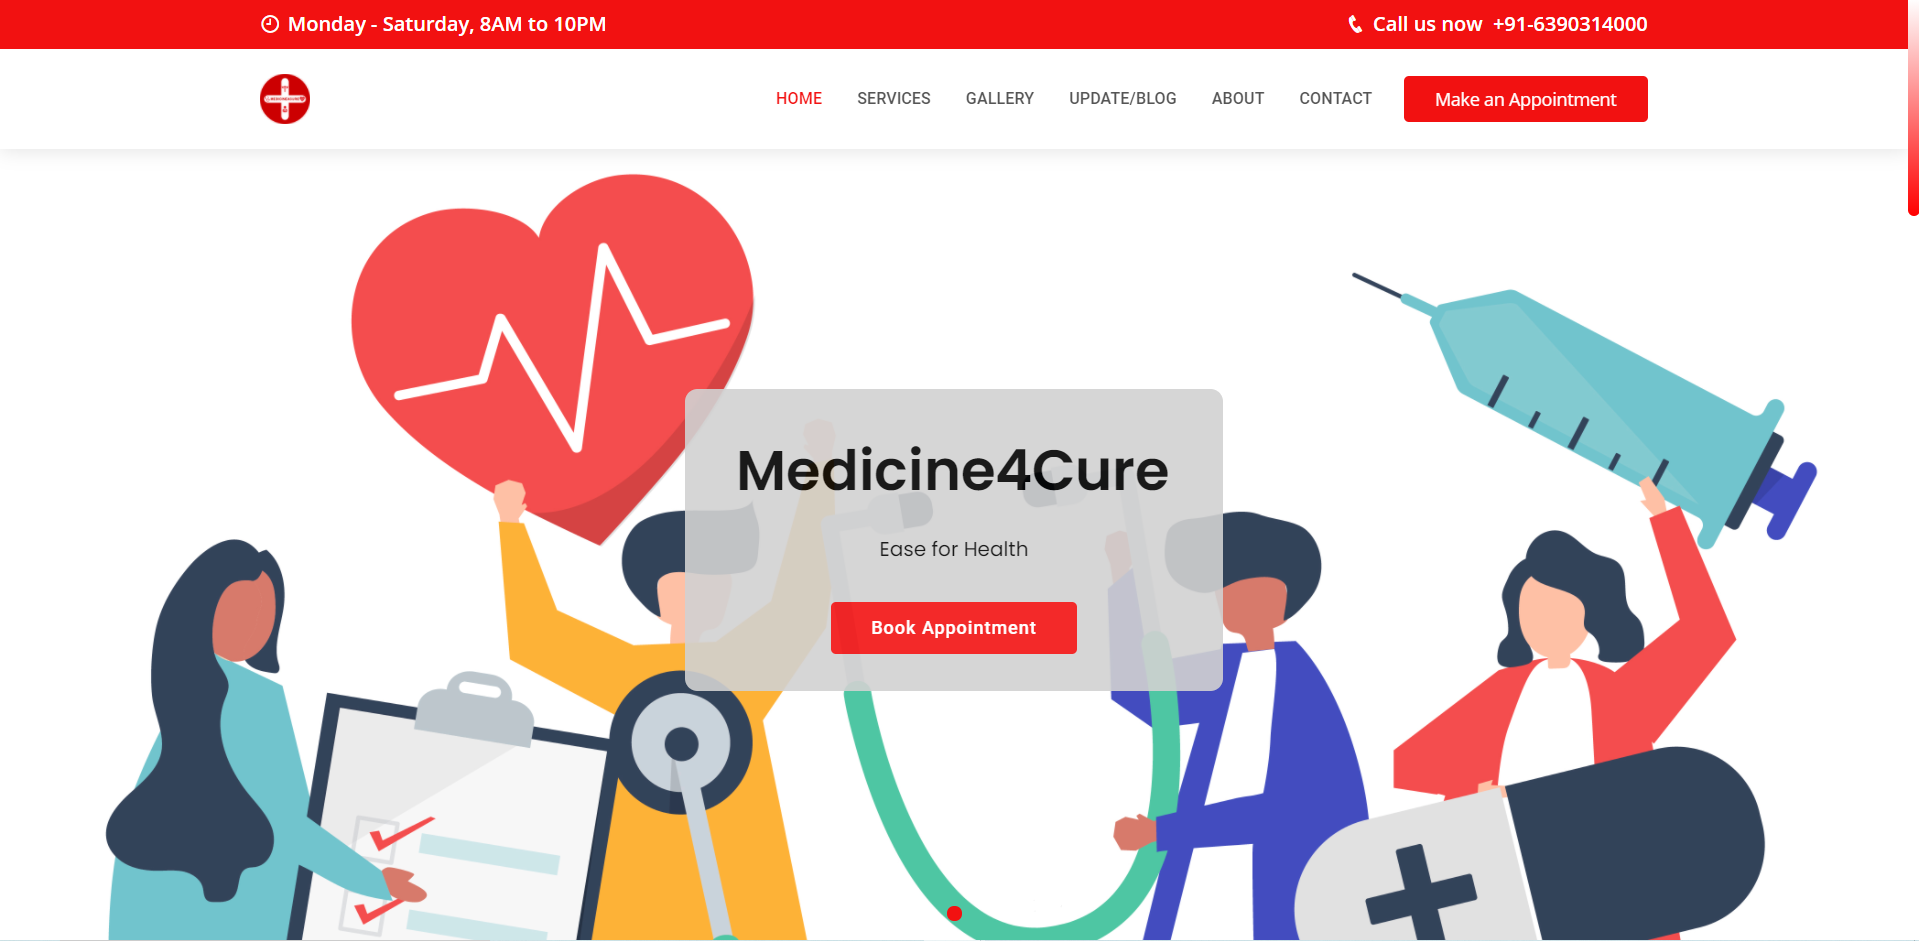 Monday - Saturday, 8AM to 10PM
Call us now +91-6390314000
HOME SERVICES GALLERY UPDATE/BLOG ABOUT CONTACT Make an Appointment
Medicine4Cure
Ease for Health
Book Appointment